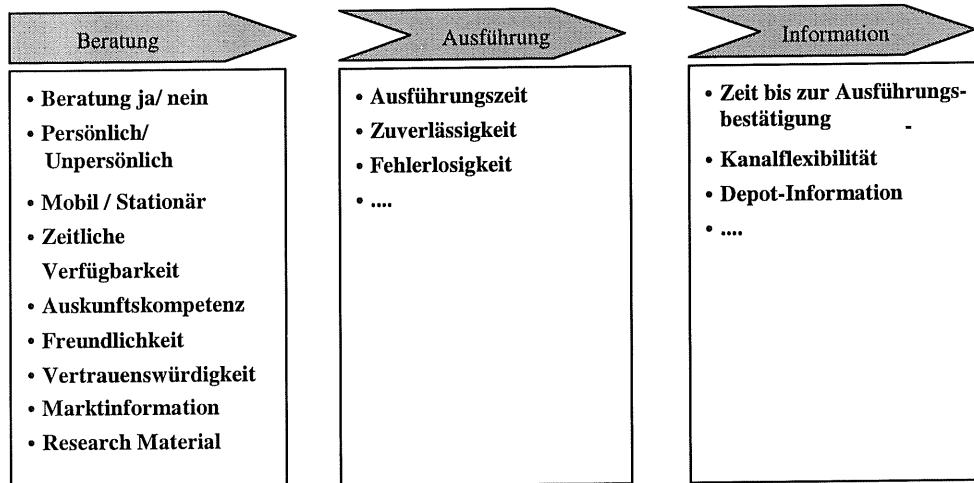 Beratung
• Beratung ja/ nein
• Persönlich/
Unpersönlich
• Mobil / Stationär
• Zeitliche
Verfügbarkeit
• Auskunftskompetenz
• Freundlichkeit
• Vertrauenswürdigkeit
• Marktinformation
• Research Material
Ausführung
• Ausführungszeit
• Zuverlässigkeit
• Fehlerlosigkeit
• ....
Information
• Zeit bis zur Ausführungs-
bestätigung
• Kanalflexibilität
• Depot-Information
• ....